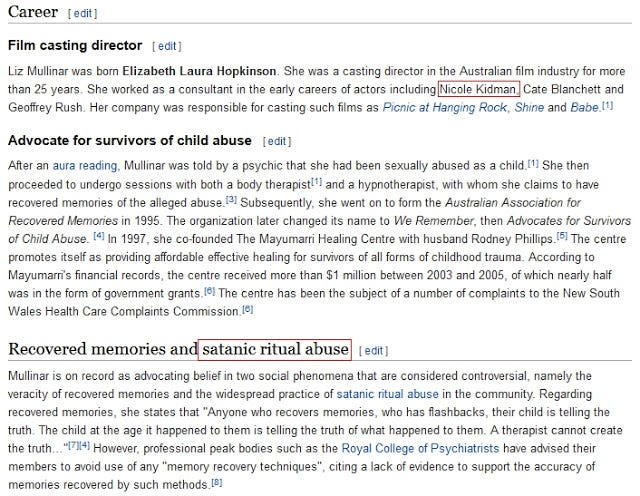 Career [ edit ]
Film casting director [ edit ]
Liz Mullinar was born Elizabeth Laura Hopkinson. She was a casting director in the Australian film industry for more
than 25 years. She worked as a consultant in the early careers of actors including Nicole Kidman, Cate Blanchett and
Geoffrey Rush. Her company was responsible for casting such films as Picnic at Hanging Rock, Shine and Babe.[1]
Advocate for survivors of child abuse [ edit ]
After an aura reading, Mullinar was told by a psychic that she had been sexually abused as a child.[1] She then
proceeded to undergo sessions with both a body therapist[1] and a hypnotherapist, with whom she claims to have
recovered memories of the alleged abuse.[3] Subsequently, she went on to form the Australian Association for
Recovered Memories in 1995. The organization later changed its name to We Remember, then Advocates for Survivors
of Child Abuse. [4] In 1997, she co-founded The Mayumarri Healing Centre with husband Rodney Phillips.[5] The centre
promotes itself as providing affordable effective healing for survivors of all forms of childhood trauma. According to
Mayumarri's financial records, the centre received more than $1 million between 2003 and 2005, of which nearly half
was in the form of government grants.[6] The centre has been the subject of a number of complaints to the New South
Wales Health Care Complaints Commission.[6]
Recovered memories and satanic ritual abuse [ edit ]
Mullinar is on record as advocating belief in two social phenomena that are considered controversial, namely the
veracity of recovered memories and the widespread practice of satanic ritual abuse in the community. Regarding
recovered memories, she states that "Anyone who recovers memories, who has flashbacks, their child is telling the
truth. The child at the age it happened to them is telling the truth of what happened to them. A therapist cannot create
the truth..."[7][4] However, professional peak bodies such as the Royal College of Psychiatrists have advised their
members to avoid use of any "memory recovery techniques", citing a lack of evidence to support the accuracy of
memories recovered by such methods.[8]